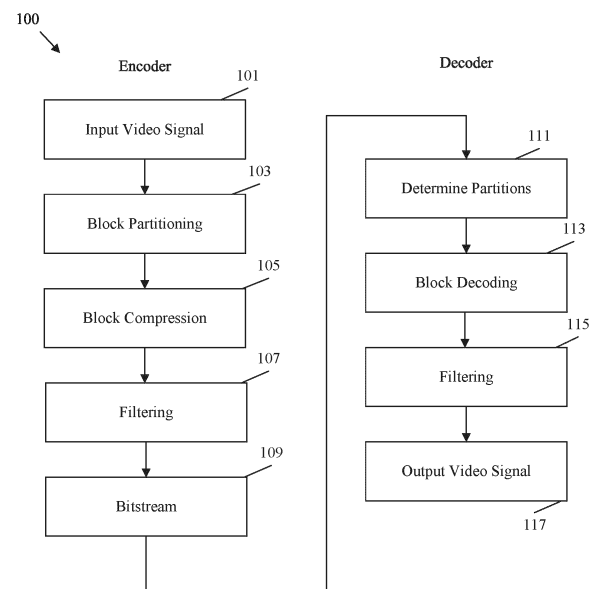 100
Encoder
101
Input Video Signal
103
Block Partitioning
105
Block Compression
107
Filtering
109
Bitstream
Decoder
111
Determine Partitions
113
Block Decoding
115
Filtering
Output Video Signal
117